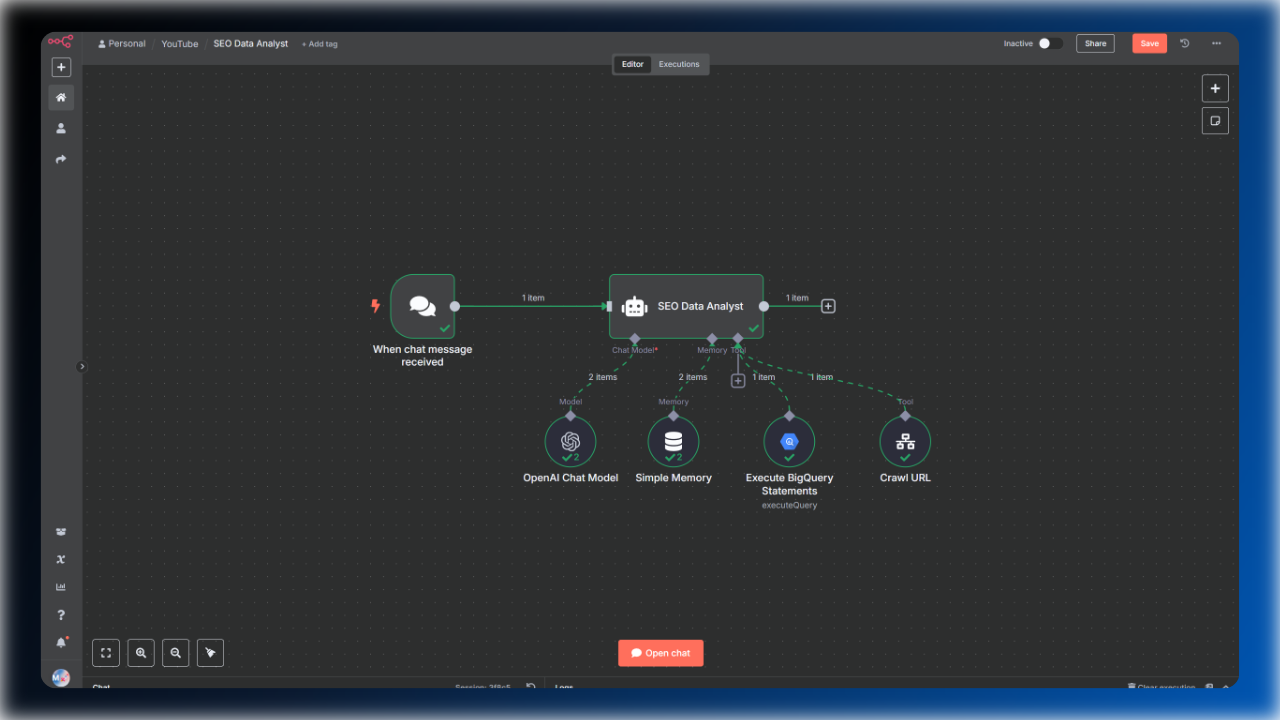 Personal
YouTube
SEO Data Analyst
+ Add tag
Inactive
Share
Save
Editor
Executions
1 item
SEO Data Analyst
1 item
When chat message
received
Chat Model*
Memory
Tool
2 items
2 items
1 item
1 item
Model
Memory
Tool
2
2
OpenAI Chat Model
Simple Memory
Execute BigQuery
Statements
executeQuery
Crawl URL
Open chat
Chat
Session:
Logs
Clear execution